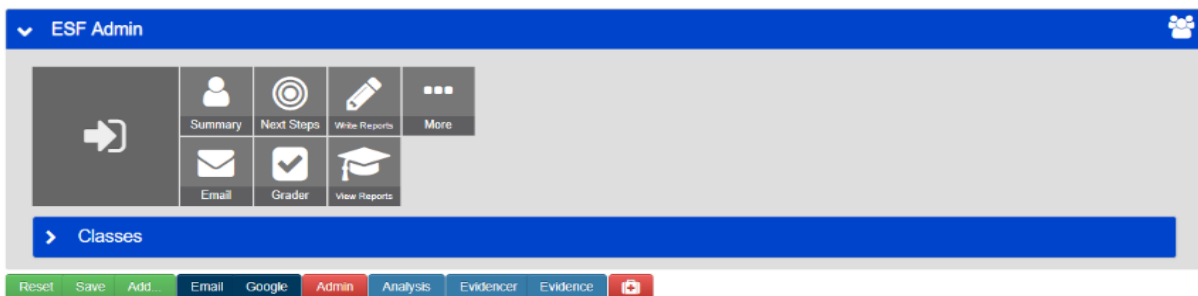 ESF Admin
Summary Next Steps Write Reports More
Email Grader View Reports
Classes
Reset Save Add... Email Google Admin Analysis Evidencer Evidence